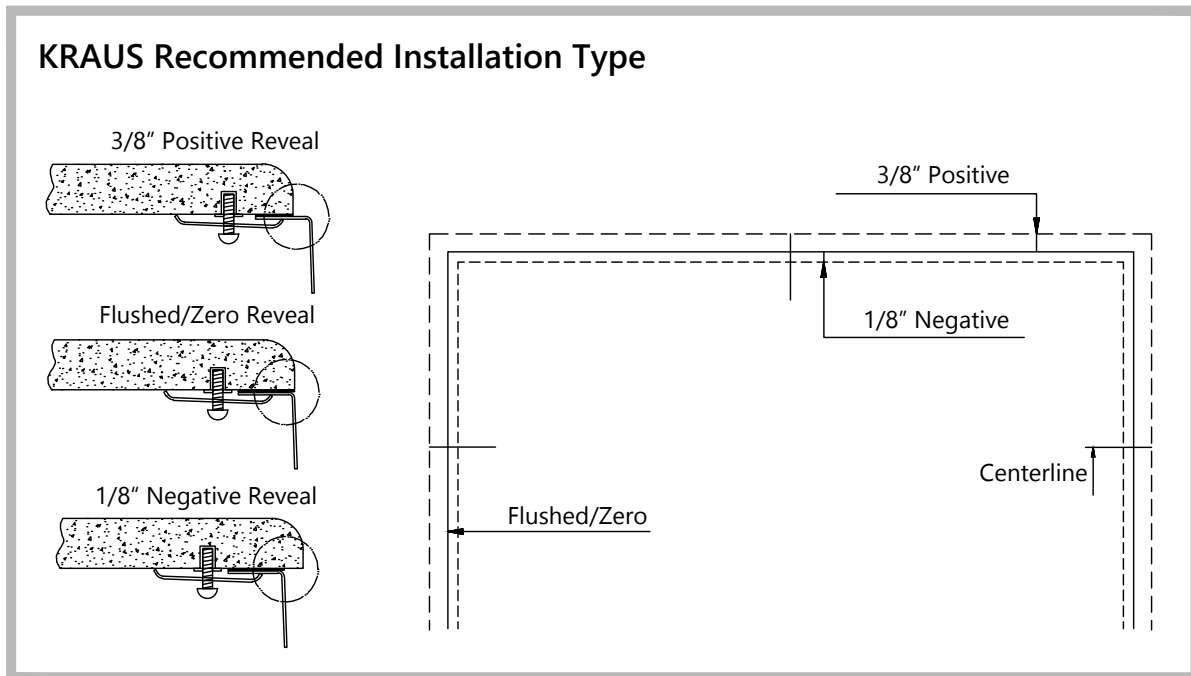 KRAUS Recommended Installation Type
3/8" Positive Reveal
Flushed/Zero Reveal
1/8" Negative Reveal
3/8" Positive
1/8" Negative
Centerline
Flushed/Zero